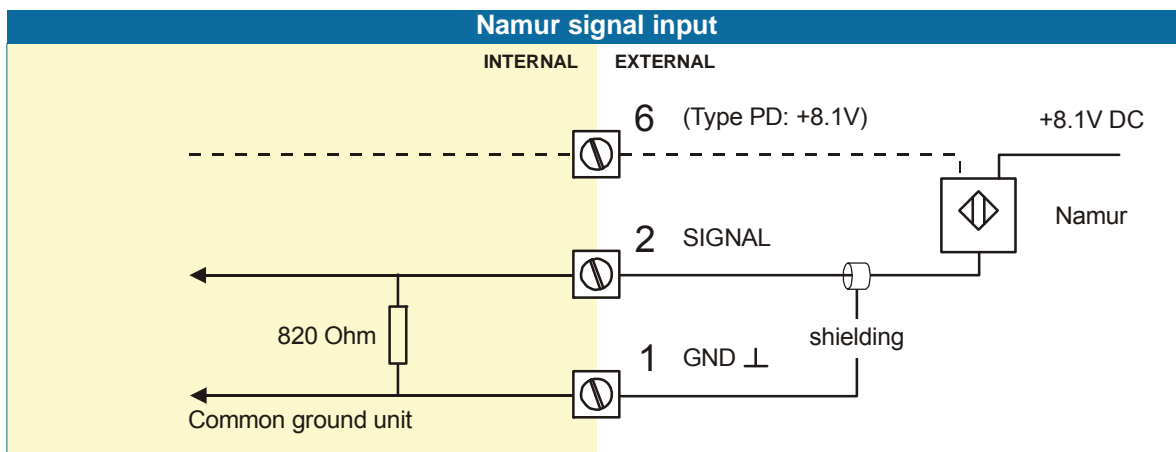 Namur signal input
INTERNAL EXTERNAL
6 (Type PD: +8.1V) +8.1V DC
Namur
2 SIGNAL
820 Ohm
shielding
1 GND ⊥
Common ground unit